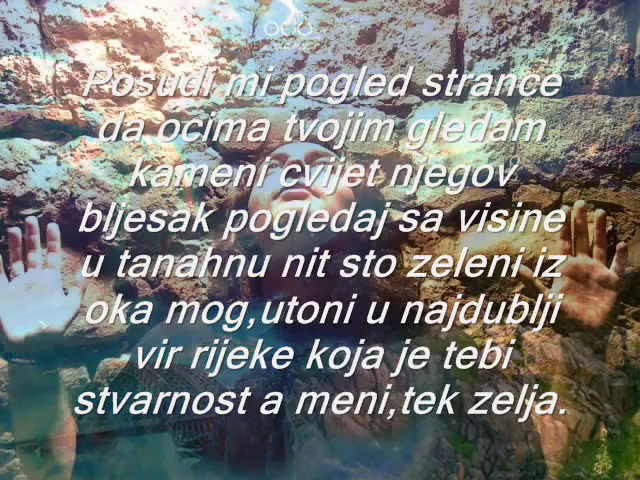 Posudi mi pogled strance
da ocima tvojim gledam
kameni cvijet njegov
bljesak pogledaj sa visine
u tanahnu nit sto zeleni iz
oka mog,utoni u najdublji
vir rijeke koja je tebi
stvarnost a meni,tek zelja.